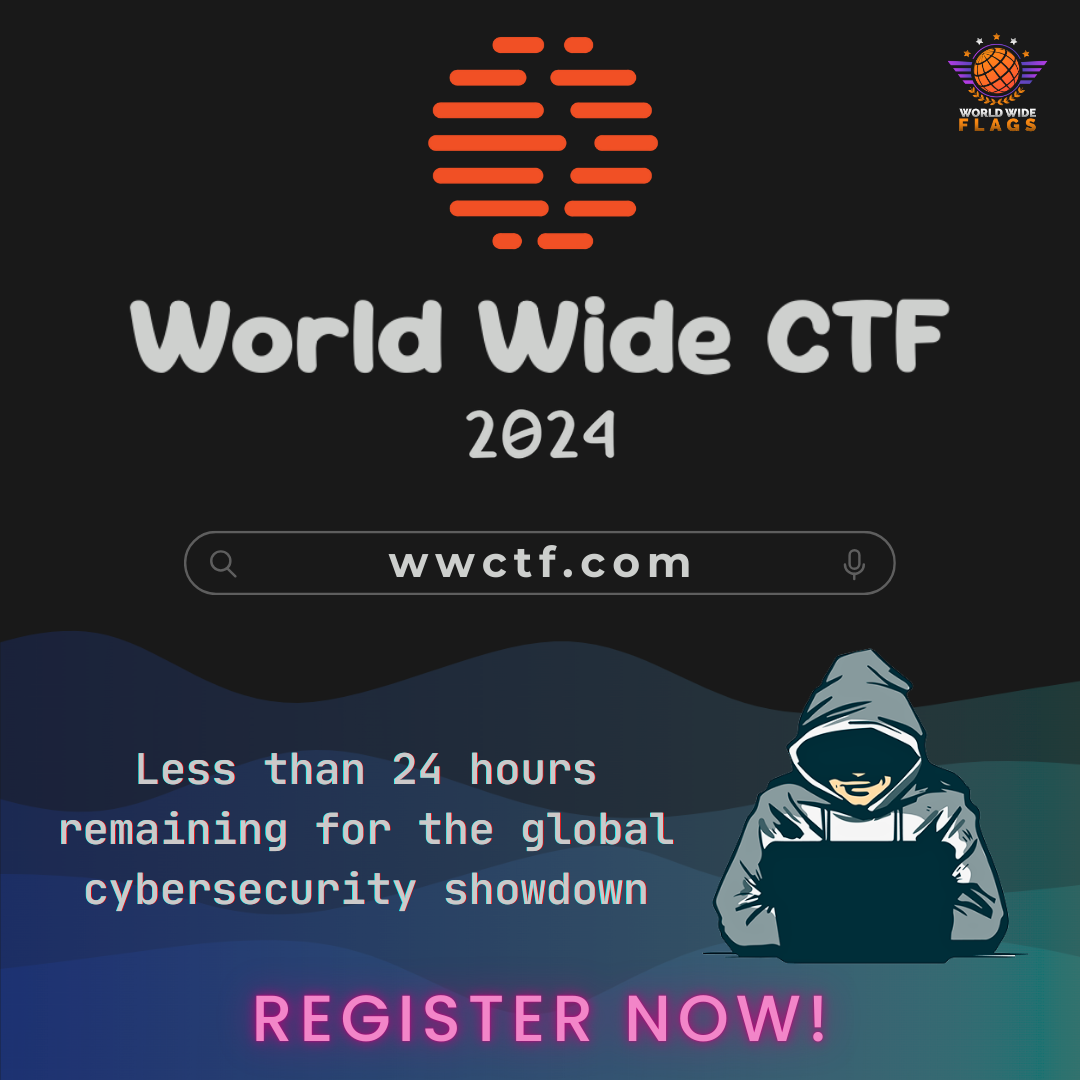 WORLD WIDE
FLAGS
World Wide CTF
2024
wwctf.com
Less than 24 hours
remaining for the global
cybersecurity showdown
REGISTER NOW!